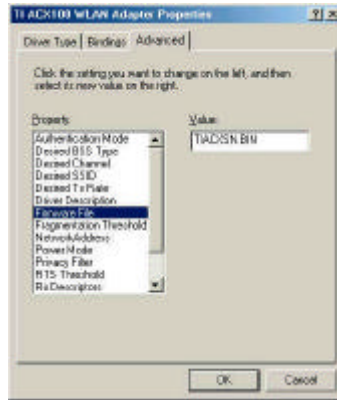 TI ACX100 WLAN Adapter Properties
Driver Type Bindings Advanced
Click the setting you want to change on the left, and then
select its new value on the right.
Property: Value:
Authentication Mode
Desired BSS Type
Desired Channel
Desired SSID
Desired Tx Rate
Driver Description
Firmware File
Fragmentation Threshold
NetworkAddress
Power Mode
Privacy Filter
RTS Threshold
Rx Descriptors
OK Cancel